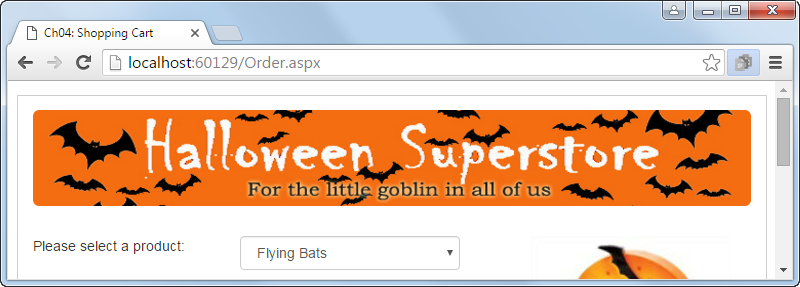 Ch04: Shopping Cart
localhost:60129/Order.aspx
Halloween Superstore
For the little goblin in all of us
Please select a product:
Flying Bats